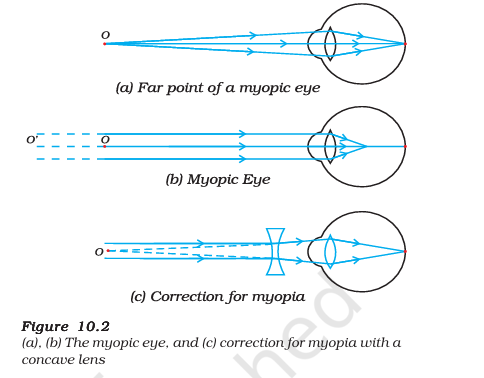 O
(a) Far point of a myopic eye
O' O
(b) Myopic Eye
O
(c) Correction for myopia
Figure 10.2
(a), (b) The myopic eye, and (c) correction for myopia with a
concave lens